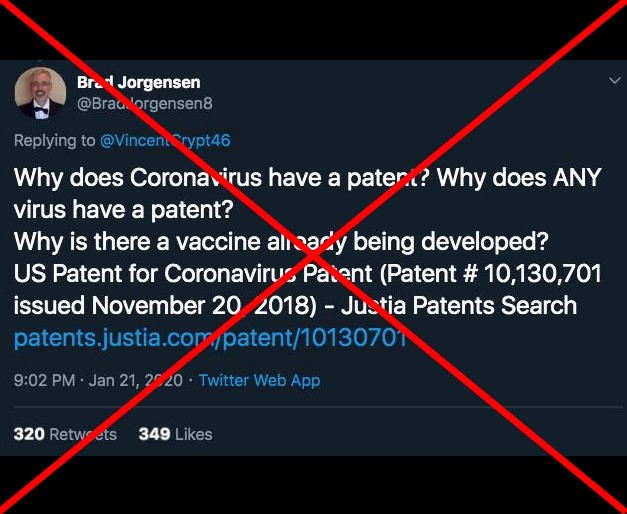 Brad Jorgensen
@BradJorgensen8
Replying to @VincentCrypt46
Why does Coronavirus have a patent? Why does ANY
virus have a patent?
Why is there a vaccine already being developed?
US Patent for Coronavirus Patent (Patent # 10,130,701
issued November 20, 2018) - Justia Patents Search
patents.justia.com/patent/10130701
9:02 PM · Jan 21, 2020 · Twitter Web App
320 Retweets 349 Likes